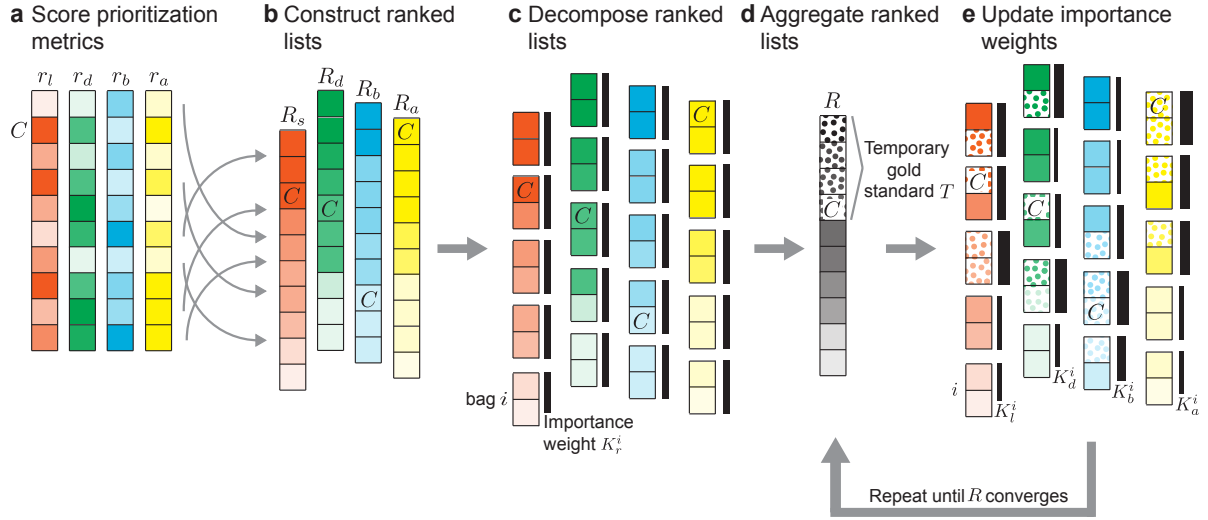 a Score prioritization
metrics
b Construct ranked
lists
c Decompose ranked
lists
d Aggregate ranked
lists
e Update importance
weights
r_l r_d r_b r_a
C
R_s R_d R_b R_a
C C C C
C C C C
bag i
Importance
weight K_r^i
R
C
Temporary
gold
standard T
C C C C
i
K_l^i K_d^i K_b^i K_a^i
Repeat until R converges